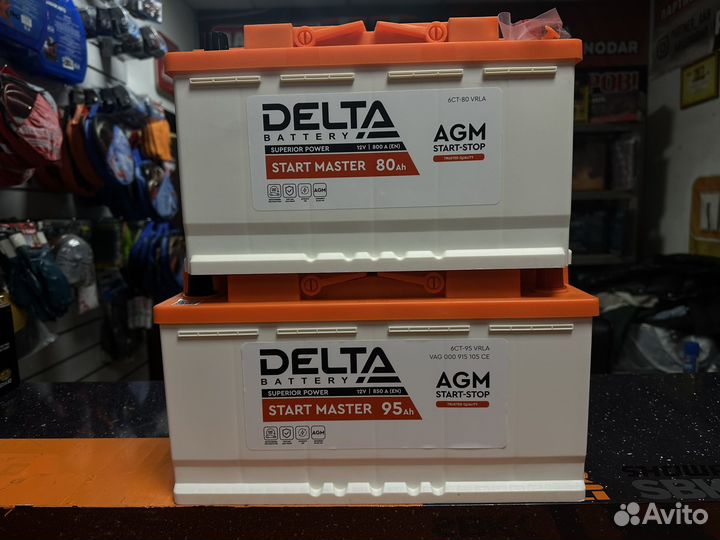 NODAR
DELTA
BATTERY
SUPERIOR POWER
12V | 800 A (EN)
START MASTER 80Ah
AGM
6CT-80 VRLA
AGM
START-STOP
TRUSTED QUALITY
DELTA
BATTERY
SUPERIOR POWER
12V | 850 A (EN)
START MASTER 95Ah
AGM
6CT-95 VRLA
VAG 000 915 105 CE
AGM
START-STOP
TRUSTED QUALITY
Avito